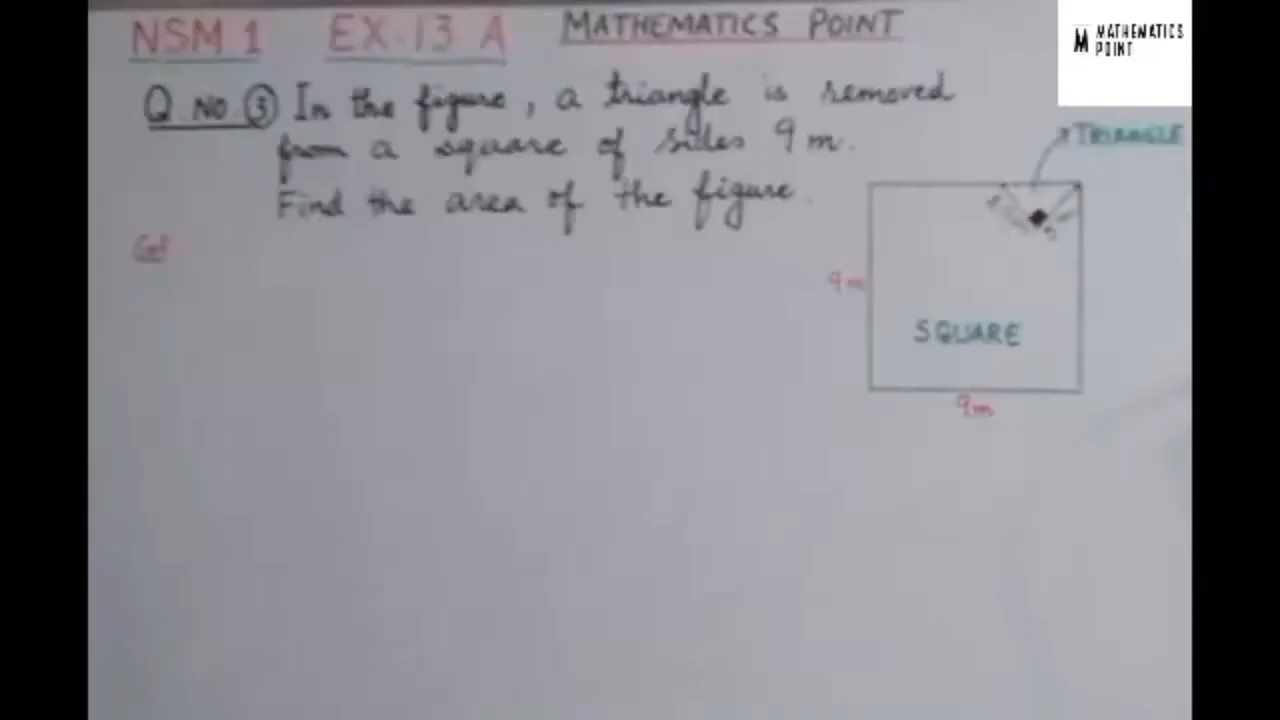 NSM 1 EX-13 A MATHEMATICS POINT
MATHEMATICS
POINT
Q NO. 3 In the figure, a triangle is removed
from a square of sides 9 m.
Find the area of the figure.
TRIANGLE
Sol
9m
SQUARE
9m